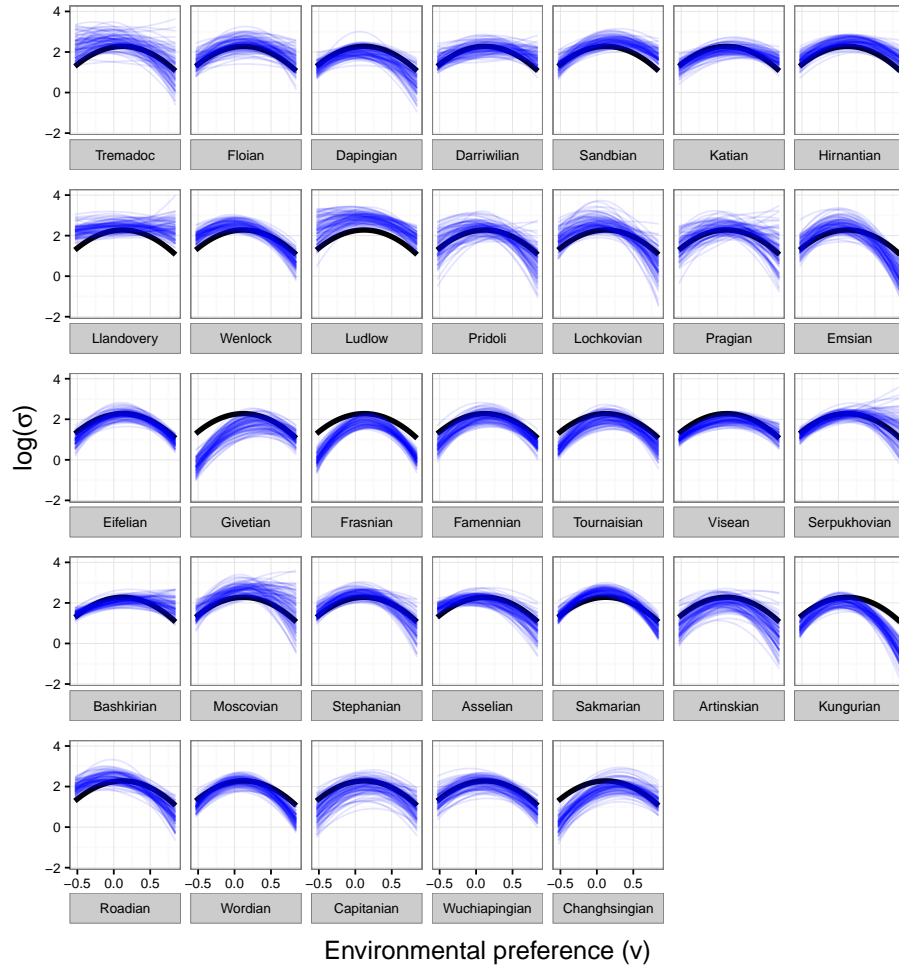 4
2
0
−2
Tremadoc Floian Dapingian Darriwilian Sandbian Katian Hirnantian
4
2
0
−2
Llandovery Wenlock Ludlow Pridoli Lochkovian Pragian Emsian
log(σ)
4
2
0
−2
Eifelian Givetian Frasnian Famennian Tournaisian Visean Serpukhovian
4
2
0
−2
Bashkirian Moscovian Stephanian Asselian Sakmarian Artinskian Kungurian
4
2
0
−2
−0.5 0.0 0.5 −0.5 0.0 0.5 −0.5 0.0 0.5 −0.5 0.0 0.5 −0.5 0.0 0.5
Roadian Wordian Capitanian Wuchiapingian Changhsingian
Environmental preference (v)